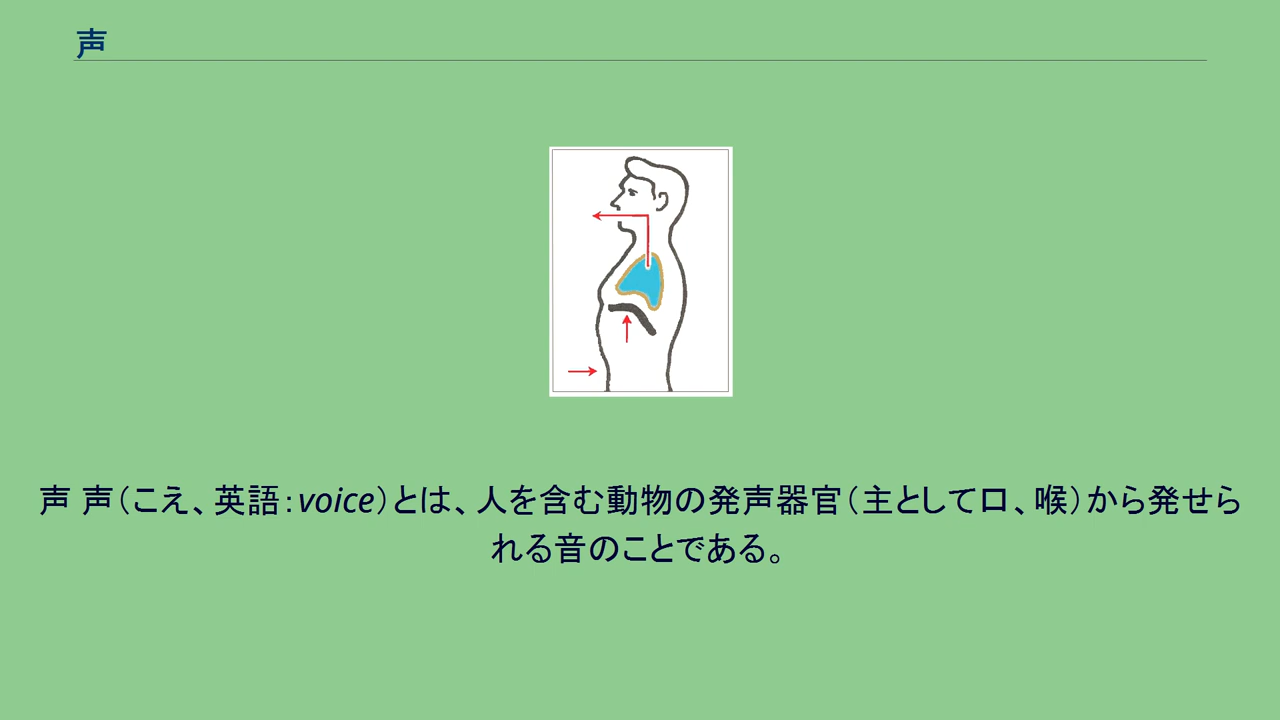 声
声 声（こえ、英語：voice）とは、人を含む動物の発声器官（主として口、喉）から発せら
れる音のことである。